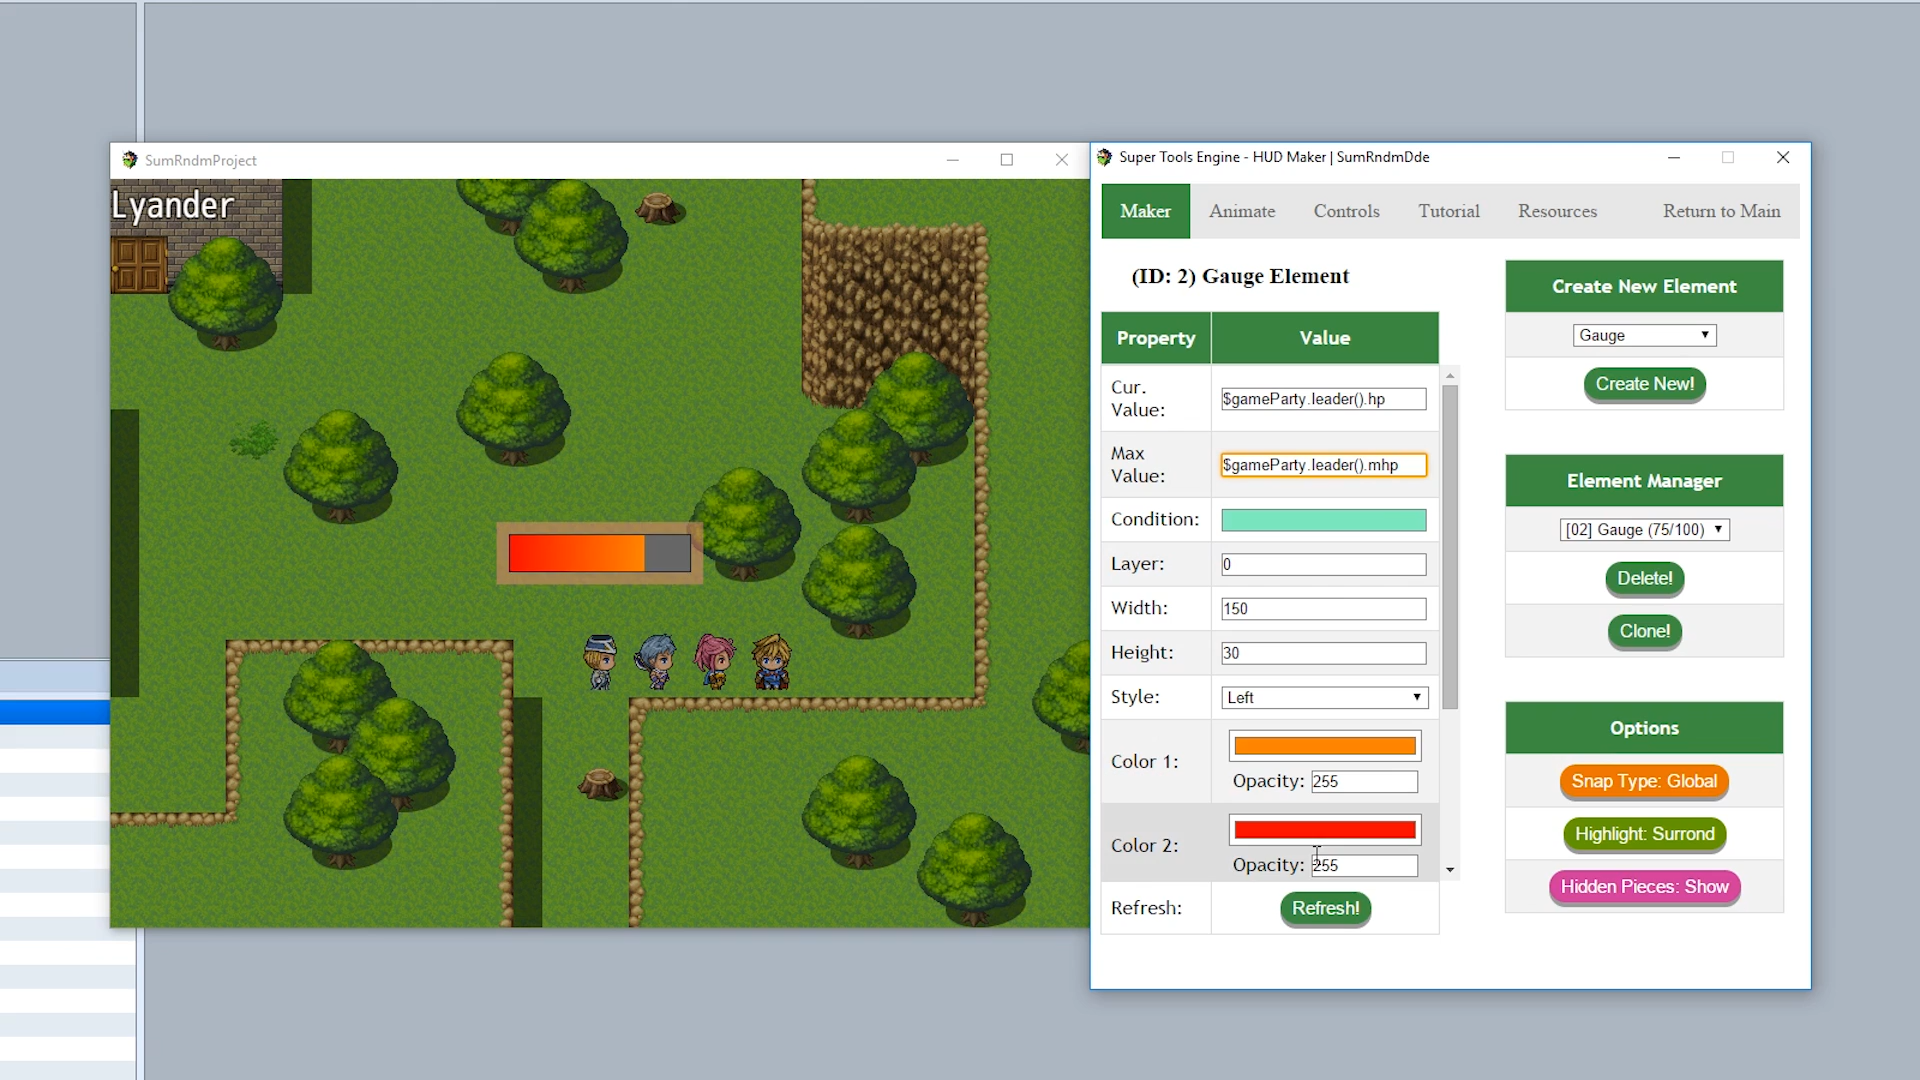 SumRndmProject
Lyander
Super Tools Engine - HUD Maker | SumRndmDde
Maker
Animate
Controls
Tutorial
Resources
Return to Main
(ID: 2) Gauge Element
Property
Value
Cur.
Value:
$gameParty.leader().hp
Max
Value:
$gameParty.leader().mhp
Condition:
Layer:
0
Width:
150
Height:
30
Style:
Left
Color 1:
Opacity:
255
Color 2:
Opacity:
255
Refresh:
Refresh!
Create New Element
Gauge
Create New!
Element Manager
[02] Gauge (75/100)
Delete!
Clone!
Options
Snap Type: Global
Highlight: Surrond
Hidden Pieces: Show